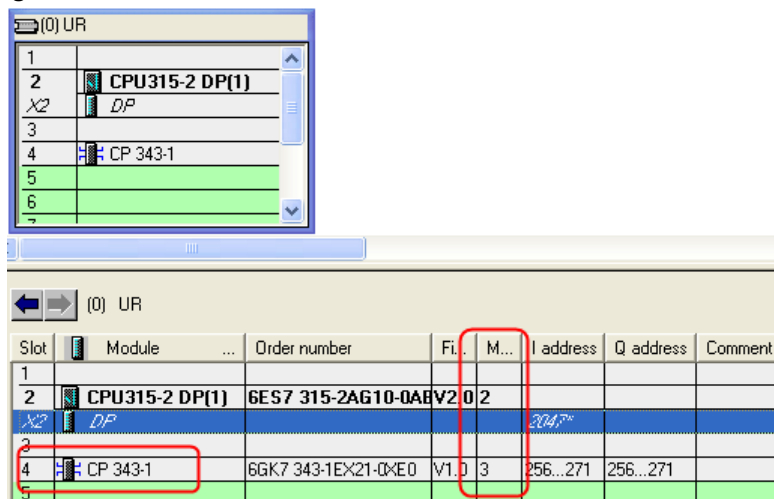 (0) UR
1
2 CPU315-2 DP(1)
X2 DP
3
4 CP 343-1
5
6
7
(0) UR
Slot Module ... Order number Fi... M... I address Q address Comment
1
2 CPU315-2 DP(1) 6ES7 315-2AG10-0AB V2.0 2
X2 DP 2047*
3
4 CP 343-1 6GK7 343-1EX21-0XE0 V1.0 3 256...271 256...271
5